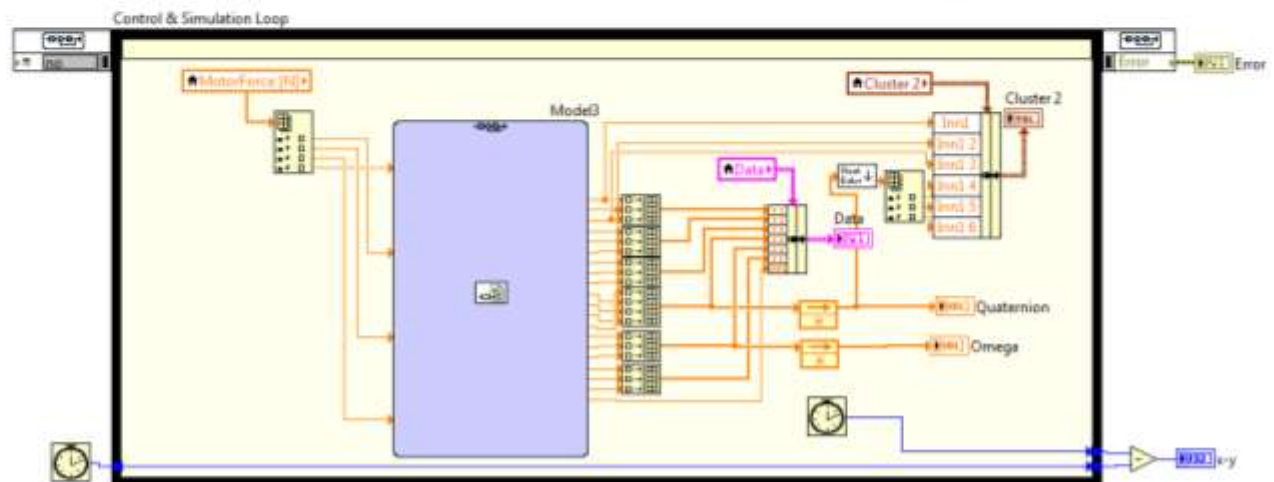 Control & Simulation Loop
Error
Error
MotorForce [N]
Model3
Cluster 2
Cluster 2
Inn1
Inn1 2
Inn1 3
Inn1 4
Inn1 5
Inn1 6
Data
Data
Quaternion
Omega
x-y